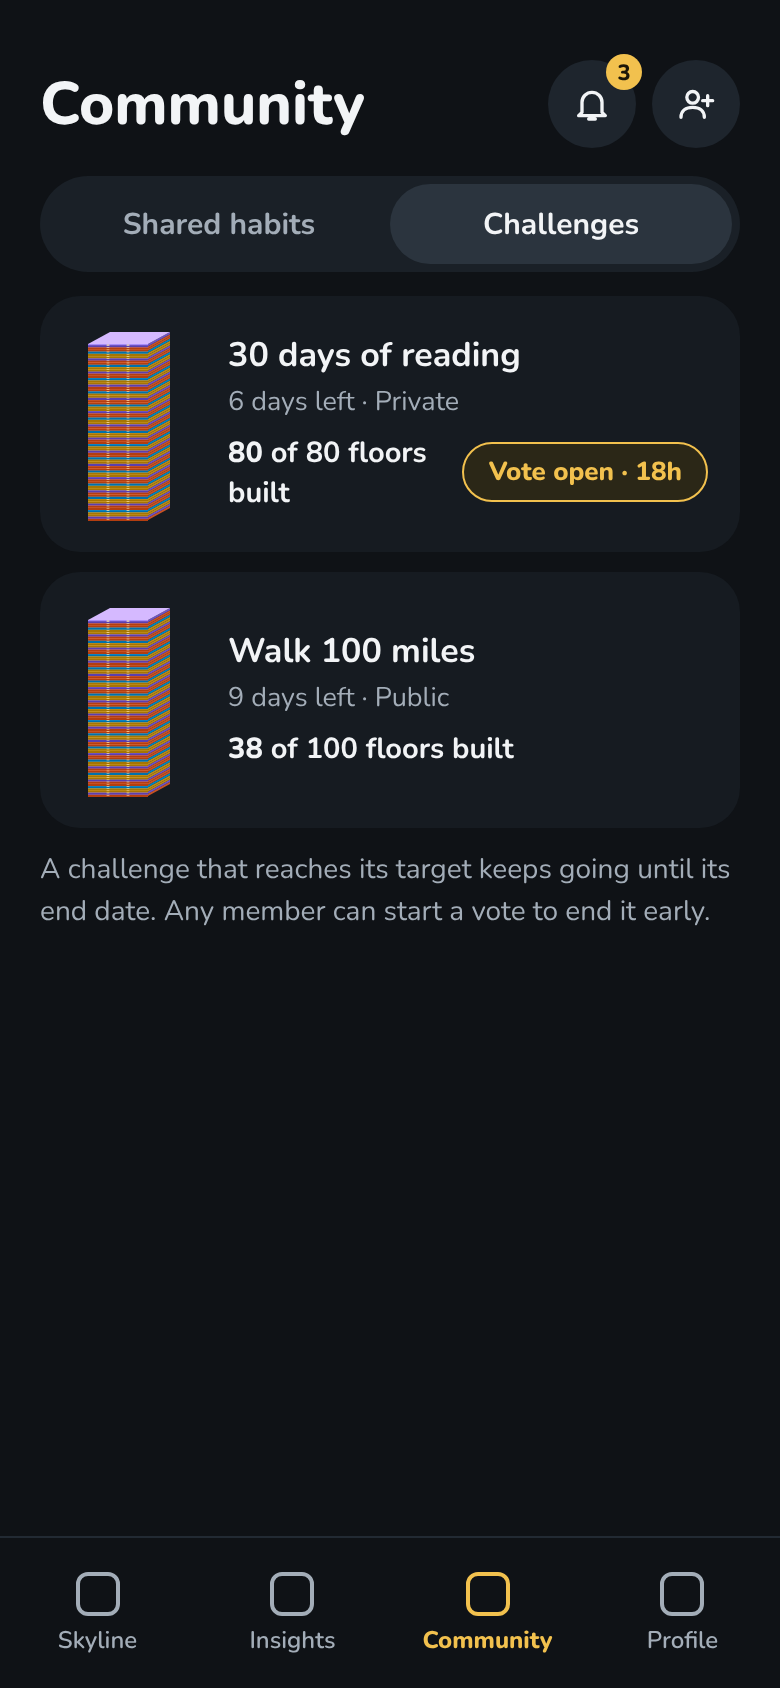 Community
3
Shared habits
Challenges
30 days of reading
6 days left · Private
80 of 80 floors
built
Vote open · 18h
Walk 100 miles
9 days left · Public
38 of 100 floors built
A challenge that reaches its target keeps going until its
end date. Any member can start a vote to end it early.
Skyline
Insights
Community
Profile